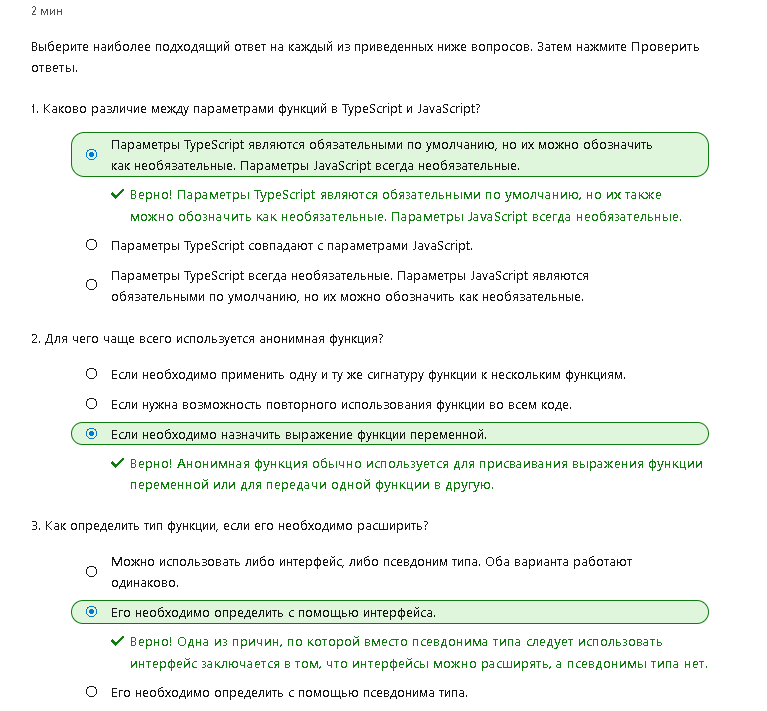 2 мин
Выберите наиболее подходящий ответ на каждый из приведенных ниже вопросов. Затем нажмите Проверить
ответы.
1. Каково различие между параметрами функций в TypeScript и JavaScript?
Параметры TypeScript являются обязательными по умолчанию, но их можно обозначить
как необязательные. Параметры JavaScript всегда необязательные.
Верно! Параметры TypeScript являются обязательными по умолчанию, но их также
можно обозначить как необязательные. Параметры JavaScript всегда необязательные.
Параметры TypeScript совпадают с параметрами JavaScript.
Параметры TypeScript всегда необязательные. Параметры JavaScript являются
обязательными по умолчанию, но их можно обозначить как необязательные.
2. Для чего чаще всего используется анонимная функция?
Если необходимо применить одну и ту же сигнатуру функции к нескольким функциям.
Если нужна возможность повторного использования функции во всем коде.
Если необходимо назначить выражение функции переменной.
Верно! Анонимная функция обычно используется для присваивания выражения функции
переменной или для передачи одной функции в другую.
3. Как определить тип функции, если его необходимо расширить?
Можно использовать либо интерфейс, либо псевдоним типа. Оба варианта работают
одинаково.
Его необходимо определить с помощью интерфейса.
Верно! Одна из причин, по которой вместо псевдонима типа следует использовать
интерфейс заключается в том, что интерфейсы можно расширять, а псевдонимы типа нет.
Его необходимо определить с помощью псевдонима типа.